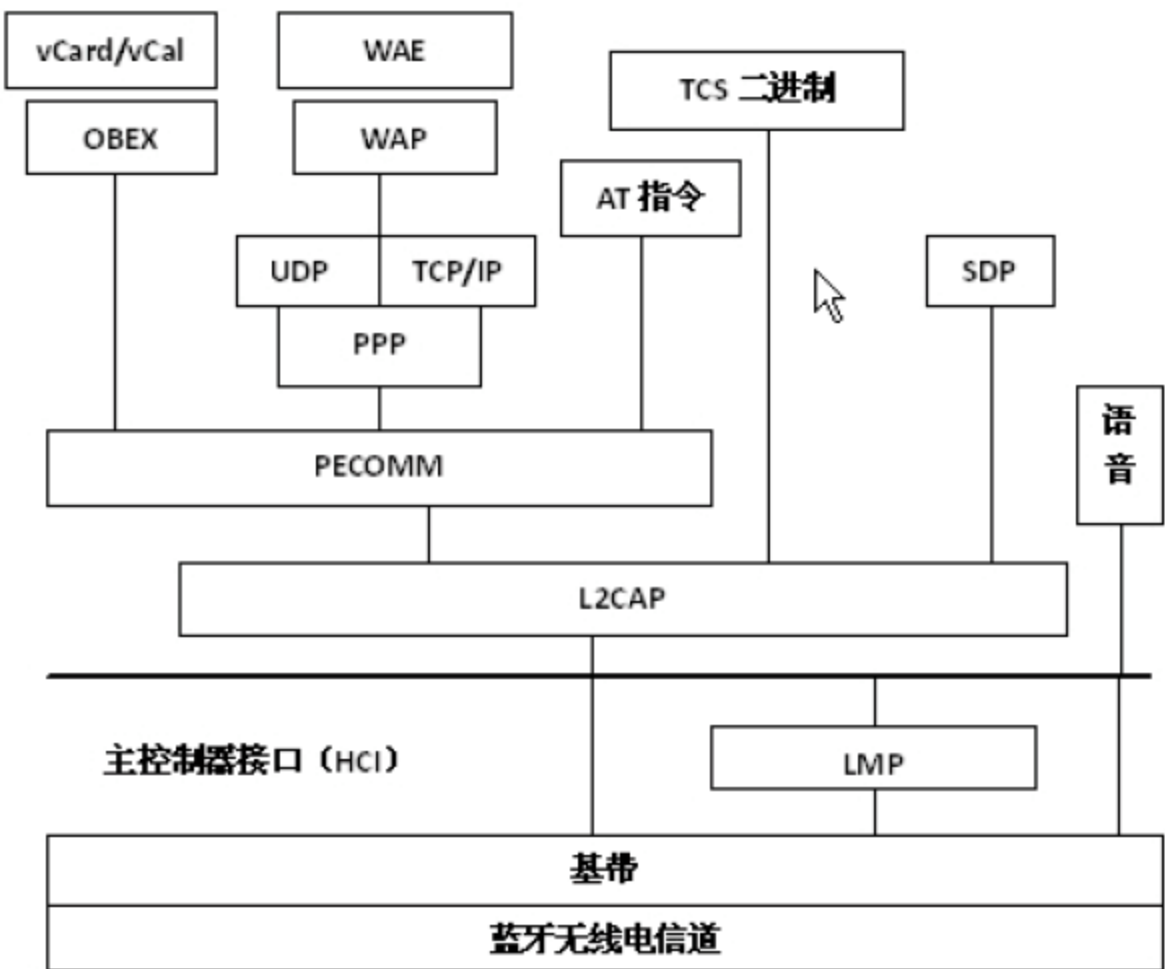 vCard/vCal
WAE
TCS 二进制
OBEX
WAP
AT 指令
UDP
TCP/IP
SDP
PPP
语
音
PECOMM
L2CAP
主控制器接口（HCI）
LMP
基带
蓝牙无线电信道